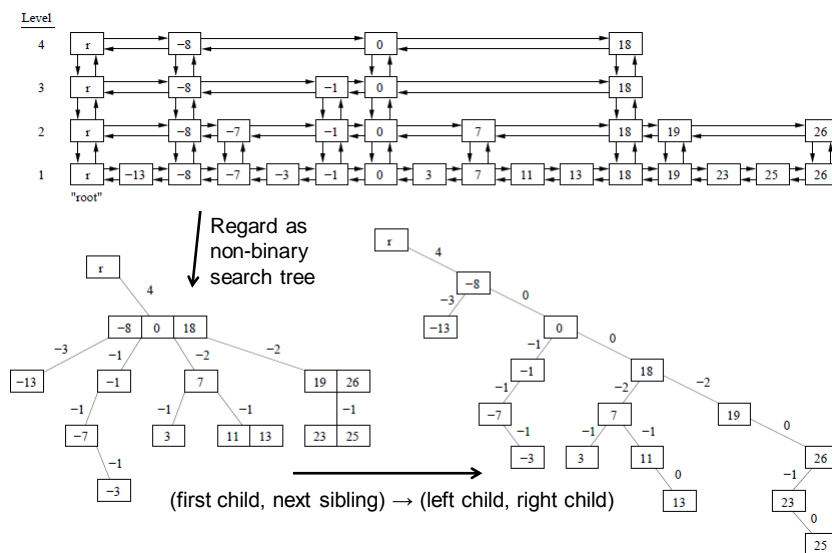 Level
4 r −8 0 18
3 r −8 −1 0 18
2 r −8 −7 −1 0 7 18 19 26
1 r −13 −8 −7 −3 −1 0 3 7 11 13 18 19 23 25 26
"root"
Regard as
non-binary
search tree
r
4
−8 0 18
−3 −1 −2 −2
−13 −1 7 19 26
−1 −1 −1 −1
−7 3 11 13 23 25
−1
−3
r
4
−8
−3 0
−13 0
−1 0
−1 18
−1 −2 −2
−7 7 19
−1 −1 −1 0
−3 3 11 26
0 −1
13 23
0
25
(first child, next sibling) → (left child, right child)